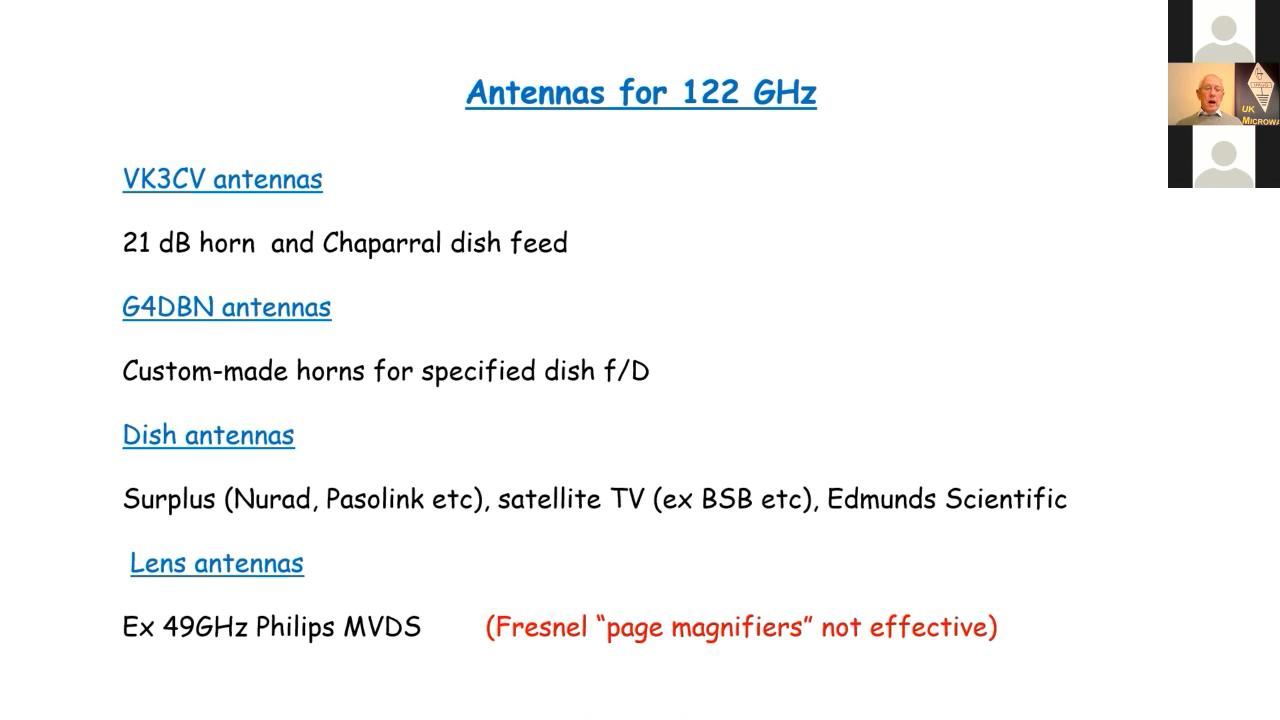 Antennas for 122 GHz
VK3CV antennas
21 dB horn and Chaparral dish feed
G4DBN antennas
Custom-made horns for specified dish f/D
Dish antennas
Surplus (Nurad, Pasolink etc), satellite TV (ex BSB etc), Edmunds Scientific
Lens antennas
Ex 49GHz Philips MVDS (Fresnel “page magnifiers” not effective)
UK
MICROWA